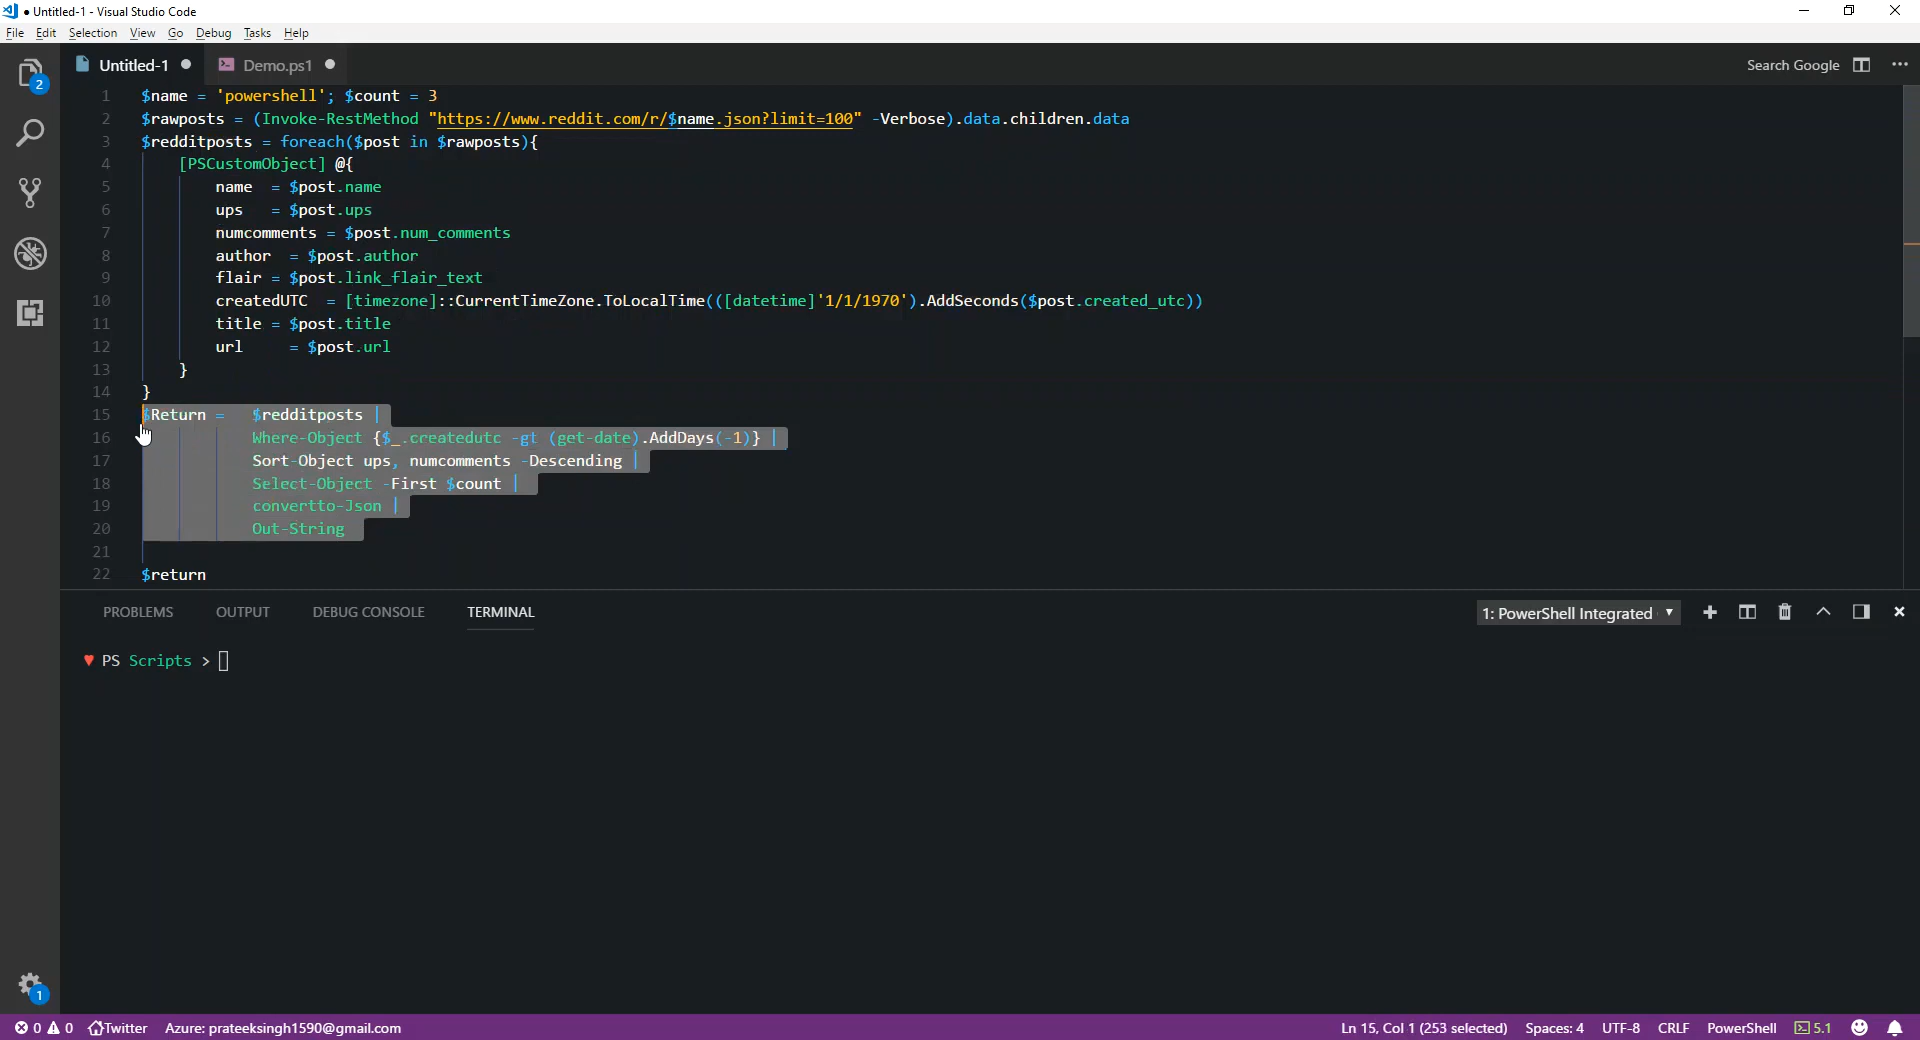 ● Untitled-1 - Visual Studio Code
File Edit Selection View Go Debug Tasks Help
2
Untitled-1 ● Demo.ps1 ● Search Google
1 $name = 'powershell'; $count = 3
2 $rawposts = (Invoke-RestMethod "https://www.reddit.com/r/$name.json?limit=100" -Verbose).data.children.data
3 $redditposts = foreach($post in $rawposts){
4 [PSCustomObject] @{
5 name = $post.name
6 ups = $post.ups
7 numcomments = $post.num_comments
8 author = $post.author
9 flair = $post.link_flair_text
10 createdUTC = [timezone]::CurrentTimeZone.ToLocalTime(([datetime]'1/1/1970').AddSeconds($post.created_utc))
11 title = $post.title
12 url = $post.url
13 }
14 }
15 $Return = $redditposts |
16 Where-Object {$_.createdutc -gt (get-date).AddDays(-1)} |
17 Sort-Object ups, numcomments -Descending |
18 Select-Object -First $count |
19 convertto-Json |
20 Out-String
21
22 $return
PROBLEMS OUTPUT DEBUG CONSOLE TERMINAL 1: PowerShell Integrated
♥ PS Scripts >
1
0 0 Twitter Azure: prateeksingh1590@gmail.com Ln 15, Col 1 (253 selected) Spaces: 4 UTF-8 CRLF PowerShell 5.1